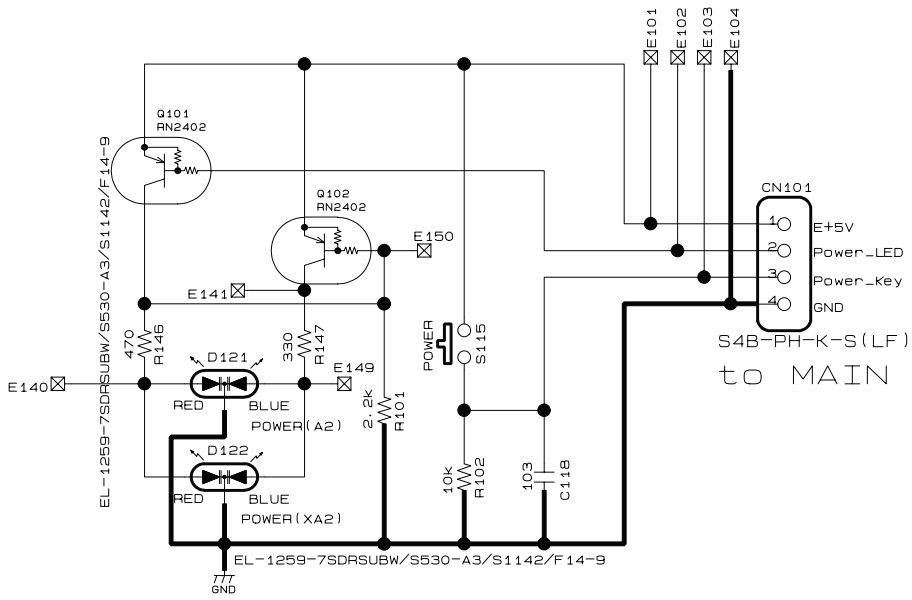 E101
E102
E103
E104
Q101
RN2402
EL-1259-7SDRSUBW/S530-A3/S1142/F14-9
Q102
RN2402
E150
E141
CN101
1
E+5V
2
Power_LED
3
Power_Key
4
GND
S4B-PH-K-S(LF)
to MAIN
470
R146
330
R147
POWER
S115
E140
D121
E149
RED
BLUE
POWER(A2)
2.2k
R101
D122
RED
BLUE
POWER(XA2)
10k
R102
103
C118
EL-1259-7SDRSUBW/S530-A3/S1142/F14-9
GND